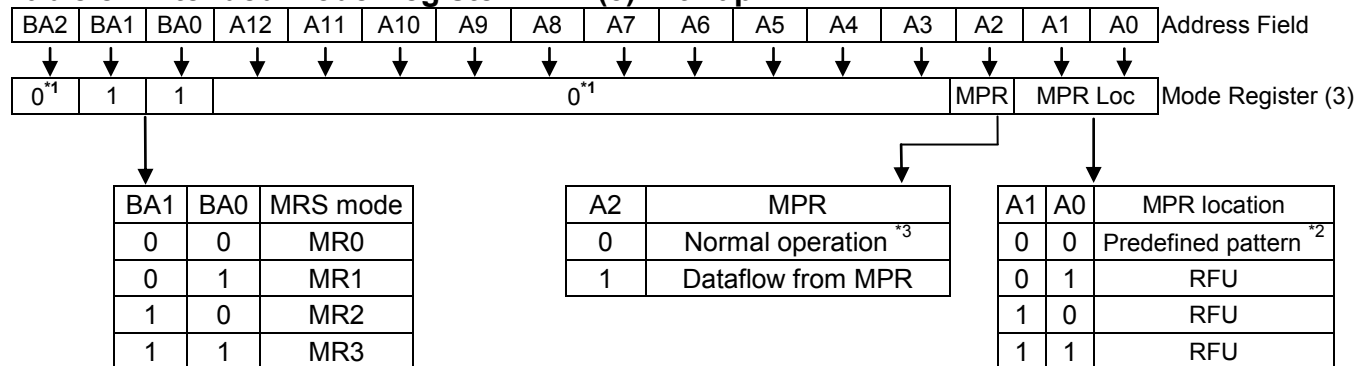 BA2 BA1 BA0 A12 A11 A10 A9 A8 A7 A6 A5 A4 A3 A2 A1 A0 Address Field
0*1 1 1 0*1 MPR MPR Loc Mode Register (3)
BA1 BA0 MRS mode
0 0 MR0
0 1 MR1
1 0 MR2
1 1 MR3
A2 MPR
0 Normal operation *3
1 Dataflow from MPR
A1 A0 MPR location
0 0 Predefined pattern *2
0 1 RFU
1 0 RFU
1 1 RFU